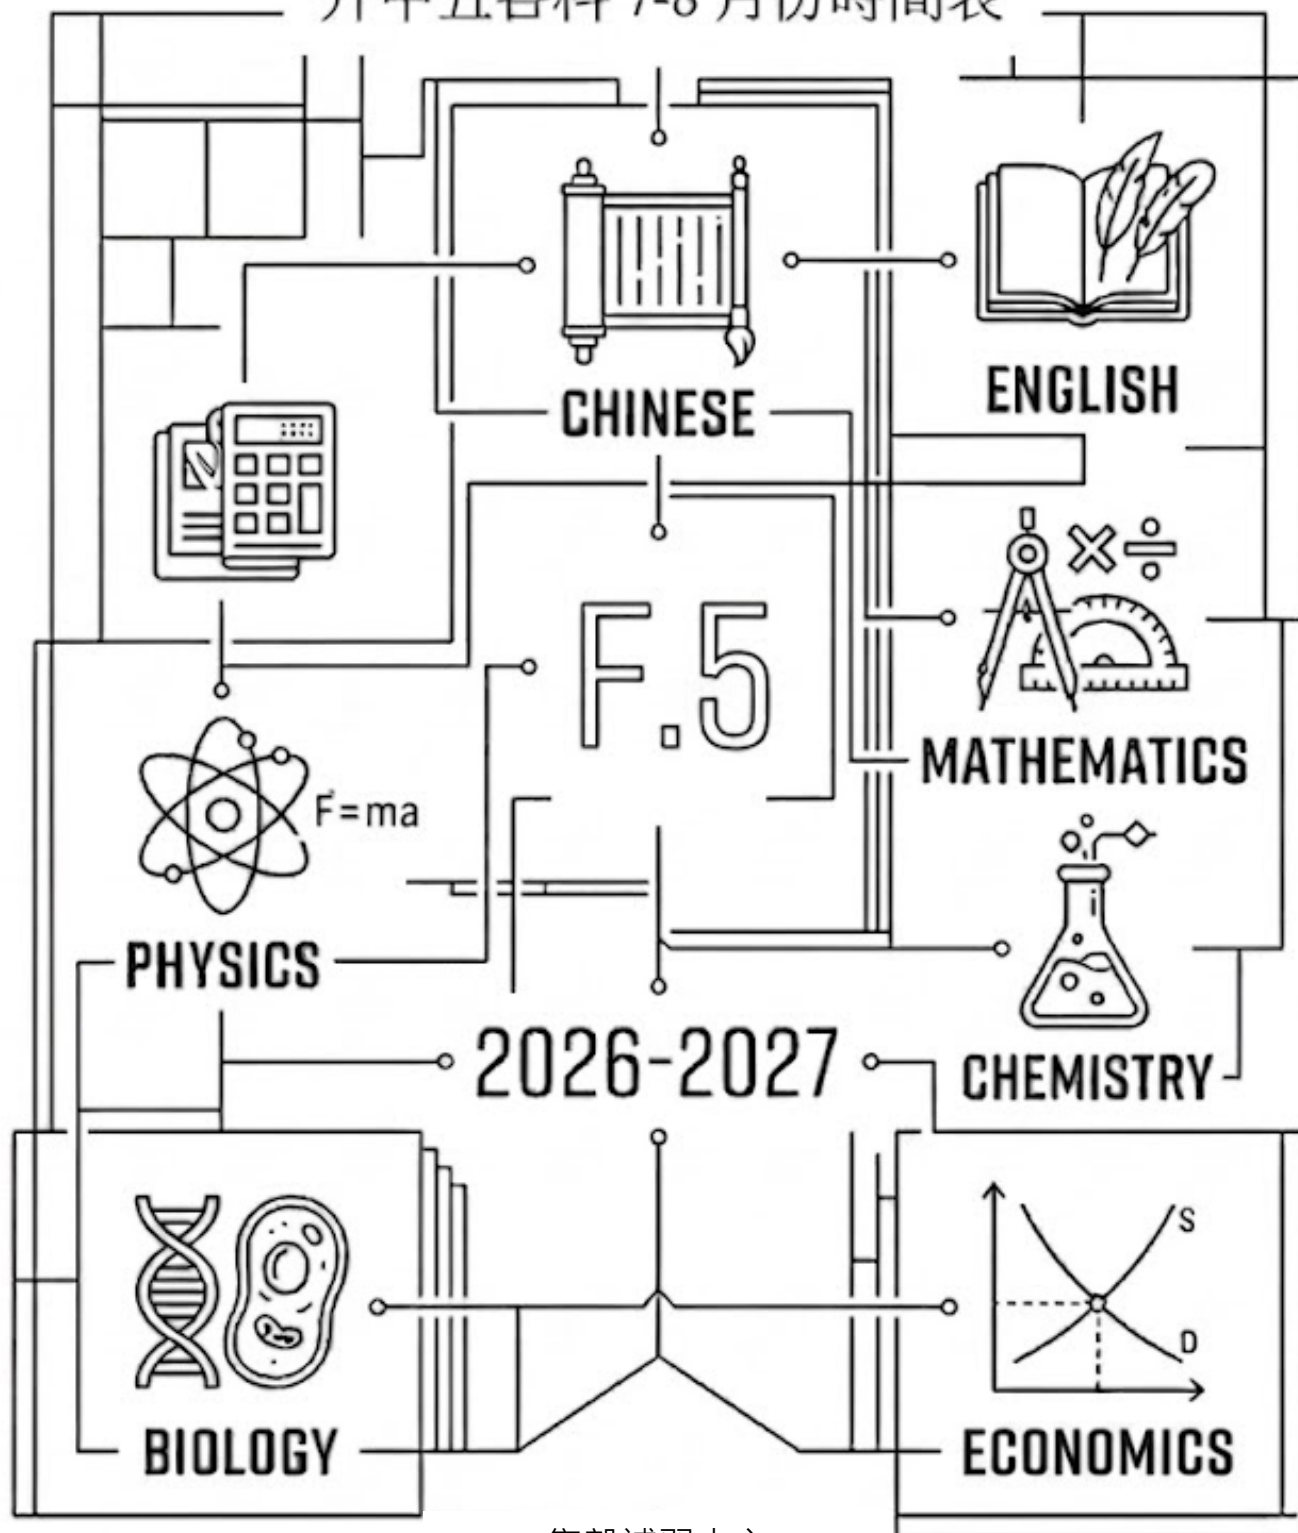 升中五各科 7-8 月份時間表
CHINESE
ENGLISH
F.5
MATHEMATICS
F=ma
PHYSICS
2026-2027
CHEMISTRY
S
D
BIOLOGY
ECONOMICS